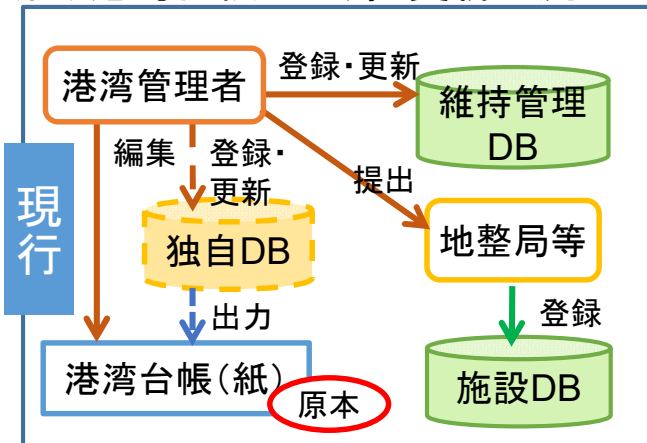 港湾管理者
登録・更新
維持管理
DB
編集
登録・
更新
提出
現
行
独自DB
地整局等
出力
登録
港湾台帳(紙)
原本
施設DB